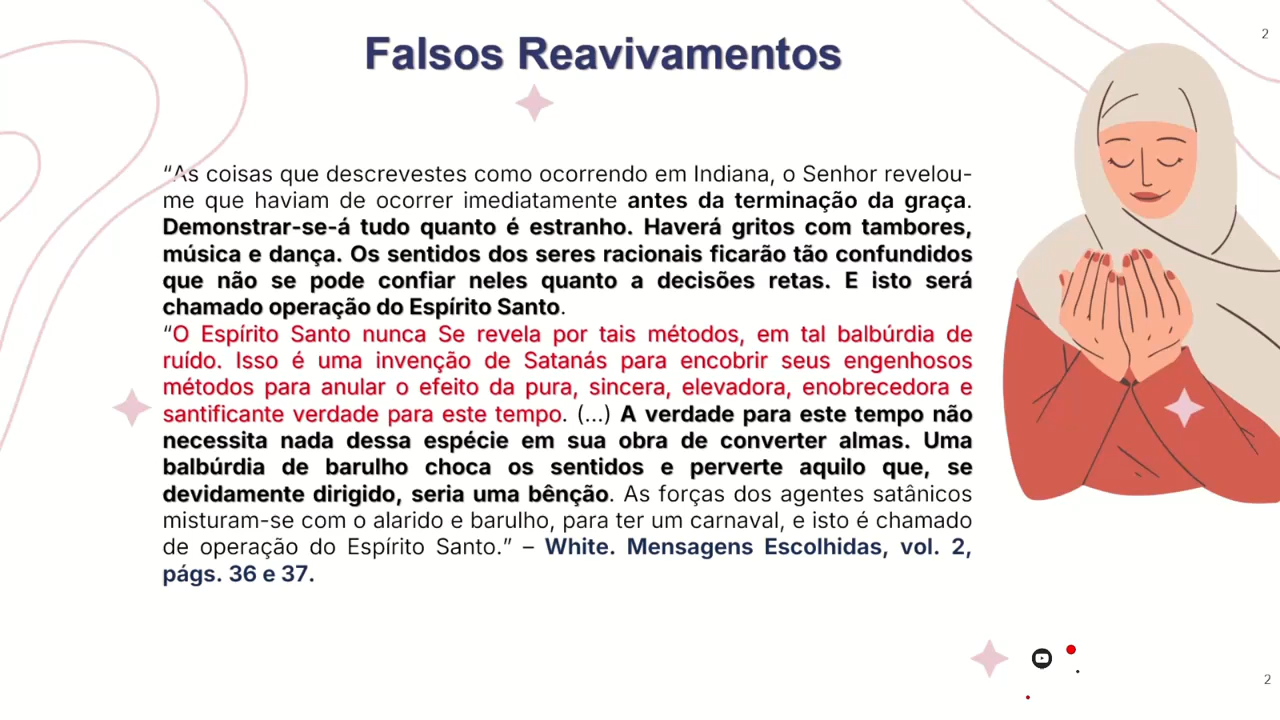 Falsos Reavivamentos
2
“As coisas que descrevestes como ocorrendo em Indiana, o Senhor revelou-
me que haviam de ocorrer imediatamente antes da terminação da graça.
Demonstrar-se-á tudo quanto é estranho. Haverá gritos com tambores,
música e dança. Os sentidos dos seres racionais ficarão tão confundidos
que não se pode confiar neles quanto a decisões retas. E isto será
chamado operação do Espírito Santo.
“O Espírito Santo nunca Se revela por tais métodos, em tal balbúrdia de
ruído. Isso é uma invenção de Satanás para encobrir seus engenhosos
métodos para anular o efeito da pura, sincera, elevadora, enobrecedora e
santificante verdade para este tempo. (...) A verdade para este tempo não
necessita nada dessa espécie em sua obra de converter almas. Uma
balbúrdia de barulho choca os sentidos e perverte aquilo que, se
devidamente dirigido, seria uma bênção. As forças dos agentes satânicos
misturam-se com o alarido e barulho, para ter um carnaval, e isto é chamado
de operação do Espírito Santo.” – White. Mensagens Escolhidas, vol. 2,
págs. 36 e 37.
2